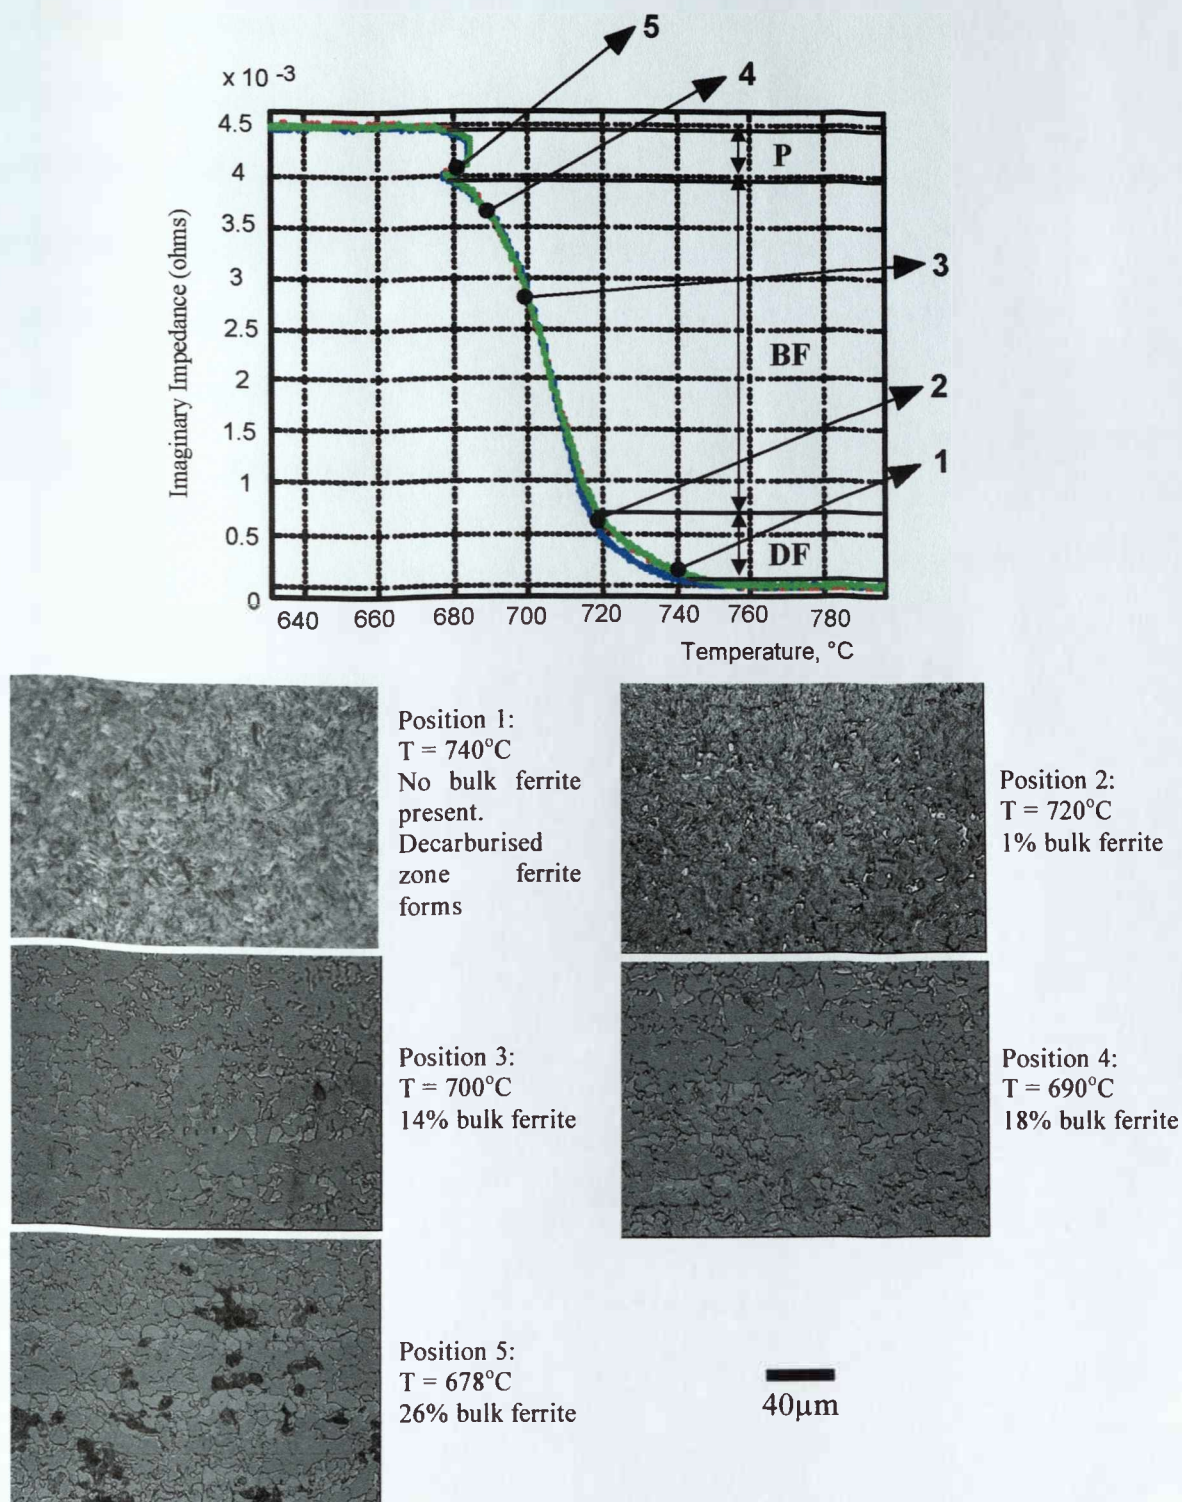 5
4
x 10 -3
4.5
4
3.5
3
2.5
2
1.5
1
0.5
0
Imaginary Impedance (ohms)
P
BF
DF
3
2
1
640 660 680 700 720 740 760 780
Temperature, °C
Position 1:
T = 740°C
No bulk ferrite
present.
Decarburised
zone ferrite
forms
Position 2:
T = 720°C
1% bulk ferrite
Position 3:
T = 700°C
14% bulk ferrite
Position 4:
T = 690°C
18% bulk ferrite
Position 5:
T = 678°C
26% bulk ferrite
40µm